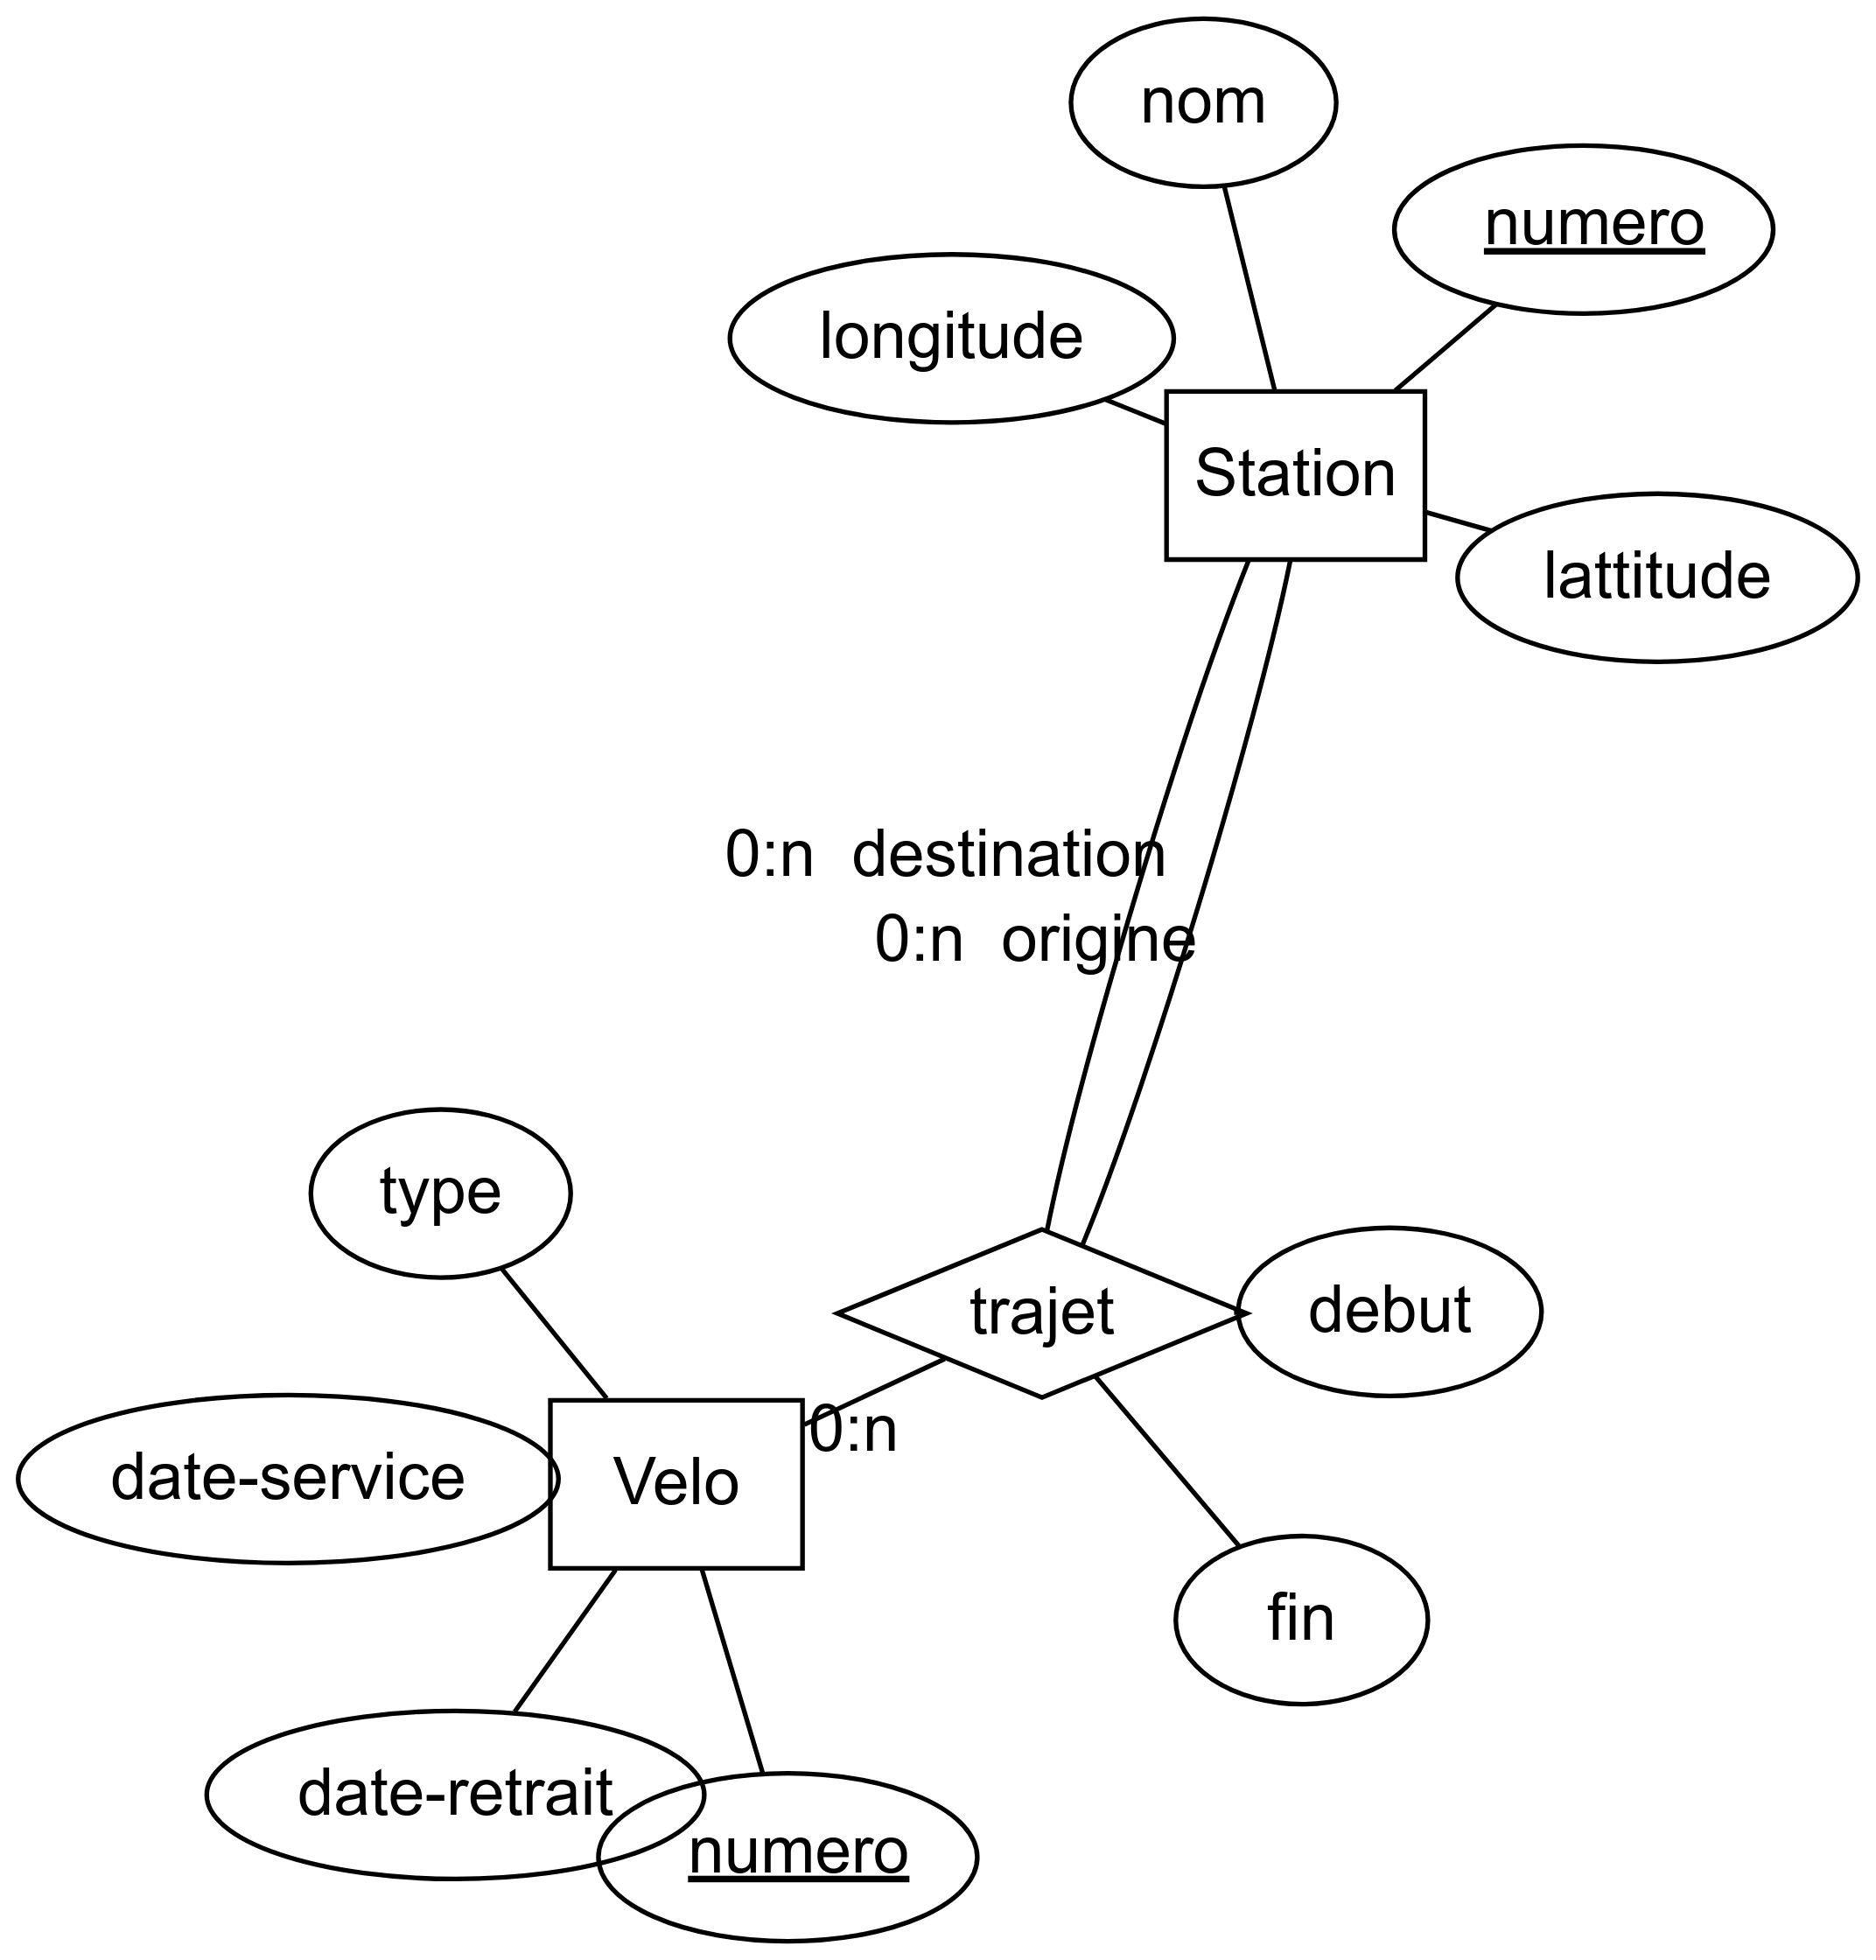 nom
numero
longitude
Station
lattitude
0:n destination
0:n origine
type
trajet
debut
0:n
date-service
Velo
fin
date-retrait
numero